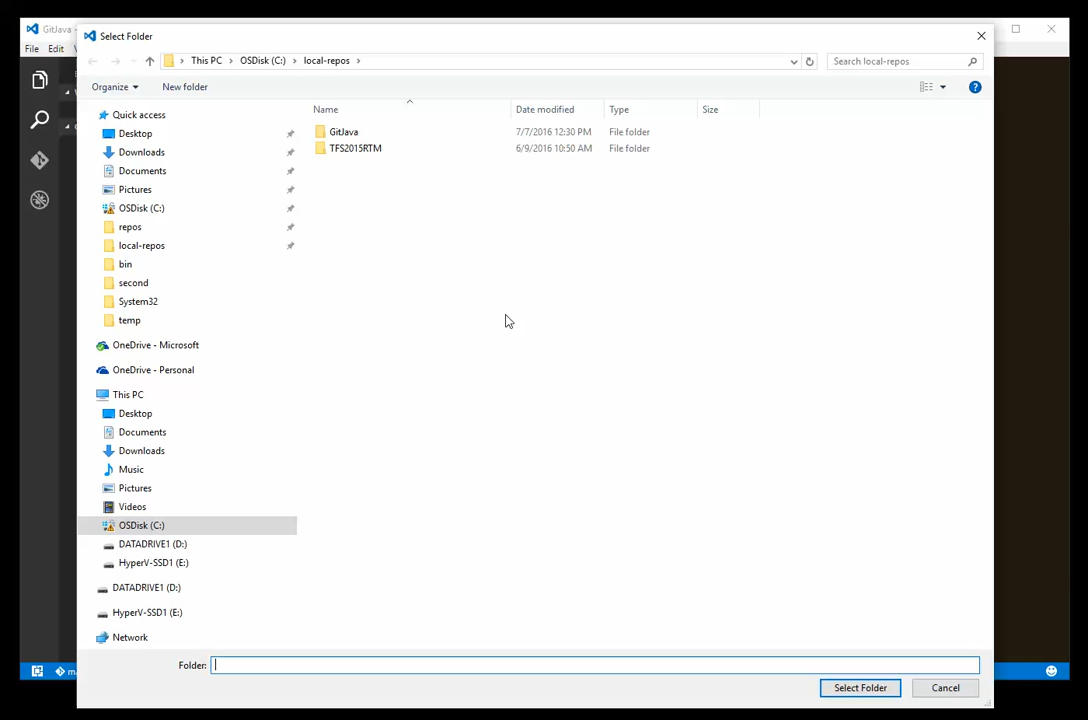 GitJava -
File Edit V
Select Folder
This PC > OSDisk (C:) > local-repos >
Search local-repos
Organize New folder
Name Date modified Type Size
GitJava 7/7/2016 12:30 PM File folder
TFS2015RTM 6/9/2016 10:50 AM File folder
Quick access
Desktop
Downloads
Documents
Pictures
OSDisk (C:)
repos
local-repos
bin
second
System32
temp
OneDrive - Microsoft
OneDrive - Personal
This PC
Desktop
Documents
Downloads
Music
Pictures
Videos
OSDisk (C:)
DATADRIVE1 (D:)
HyperV-SSD1 (E:)
DATADRIVE1 (D:)
HyperV-SSD1 (E:)
Network
Folder:
Select Folder Cancel